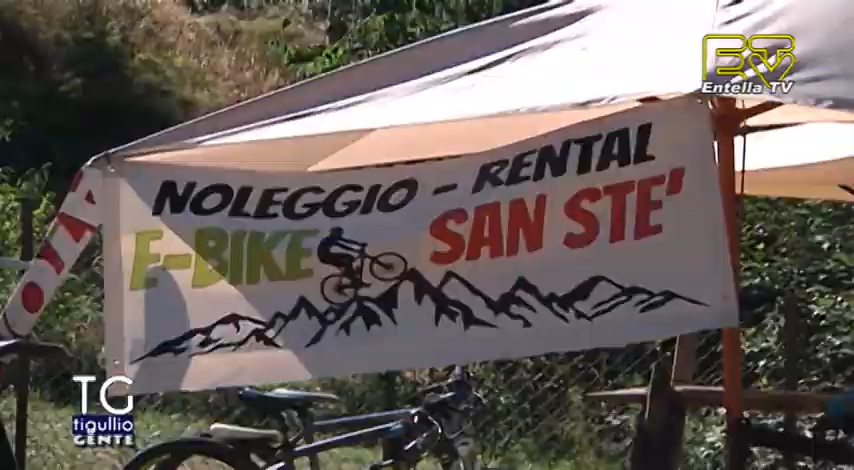 Entella TV
NOLEGGIO - RENTAL
E-BIKE SAN STE'
TG
tigullio
GENTE